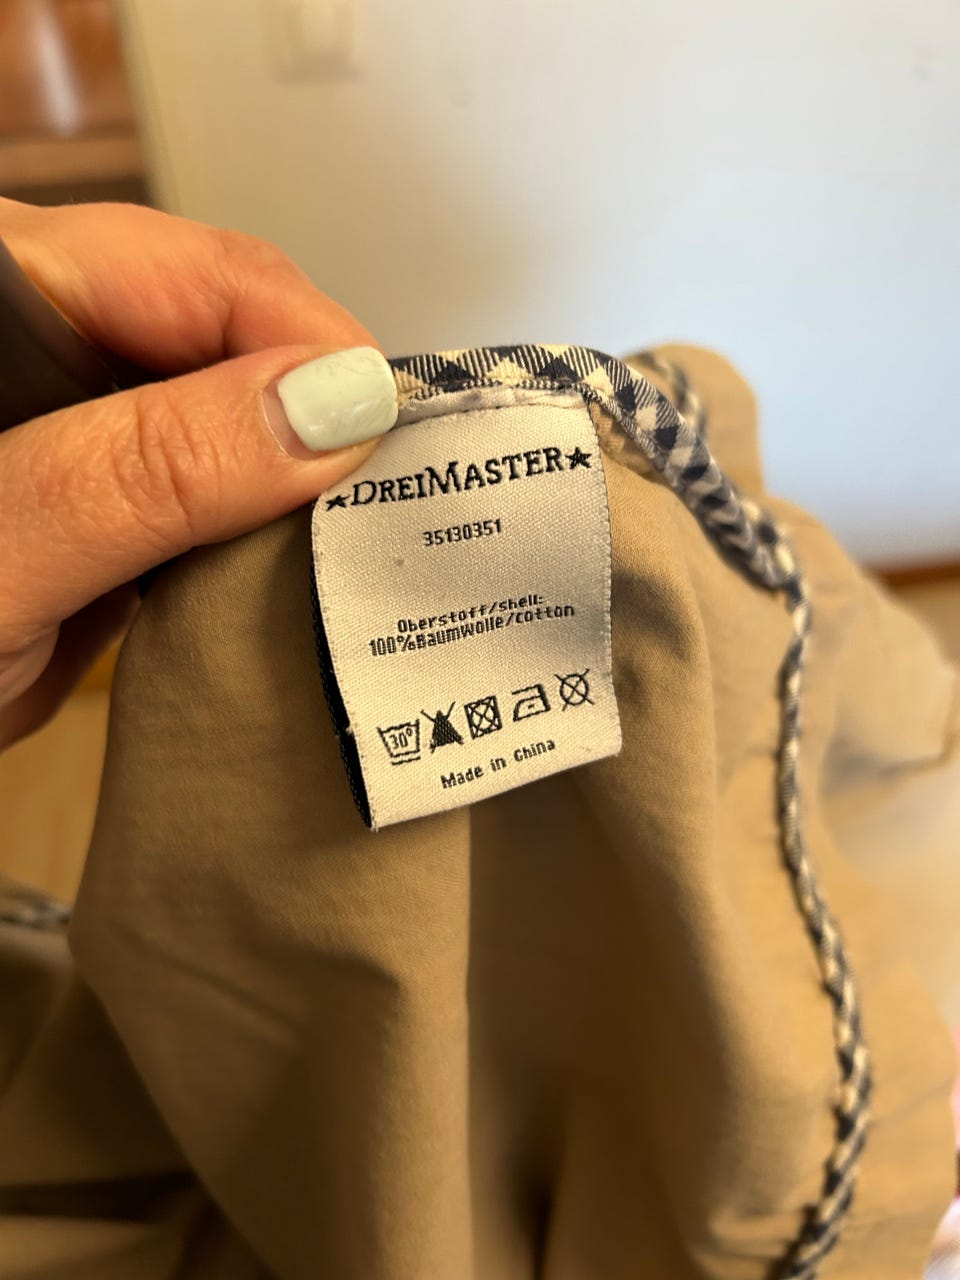 ★DREIMASTER★
35130351
Oberstoff/shell:
100%Baumwolle/cotton
30°
Made in China